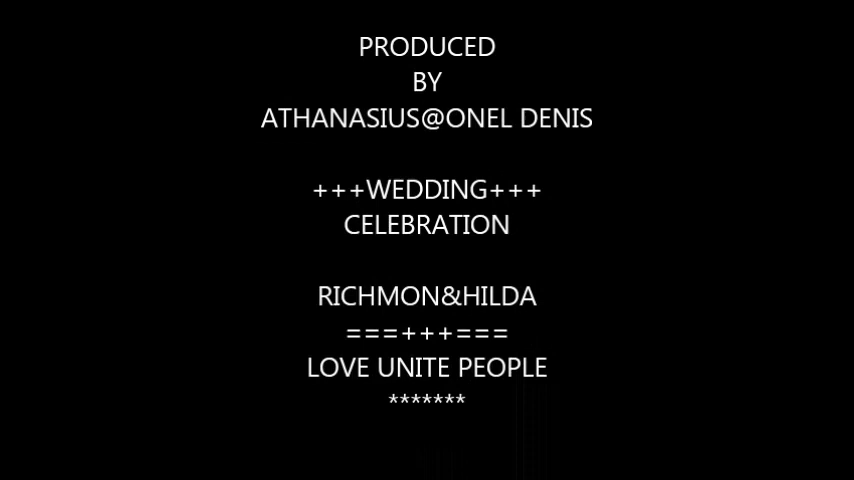 PRODUCED
BY
ATHANASIUS@ONEL DENIS
+++WEDDING+++
CELEBRATION
RICHMON&HILDA
===+++===
LOVE UNITE PEOPLE
*******